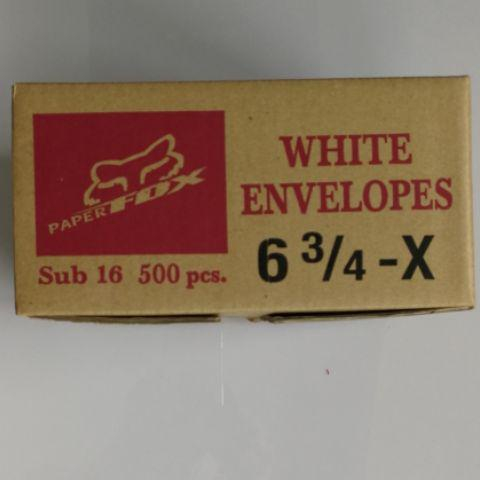 PAPER FOX
Sub 16 500 pcs.
WHITE
ENVELOPES
6 3/4 -X